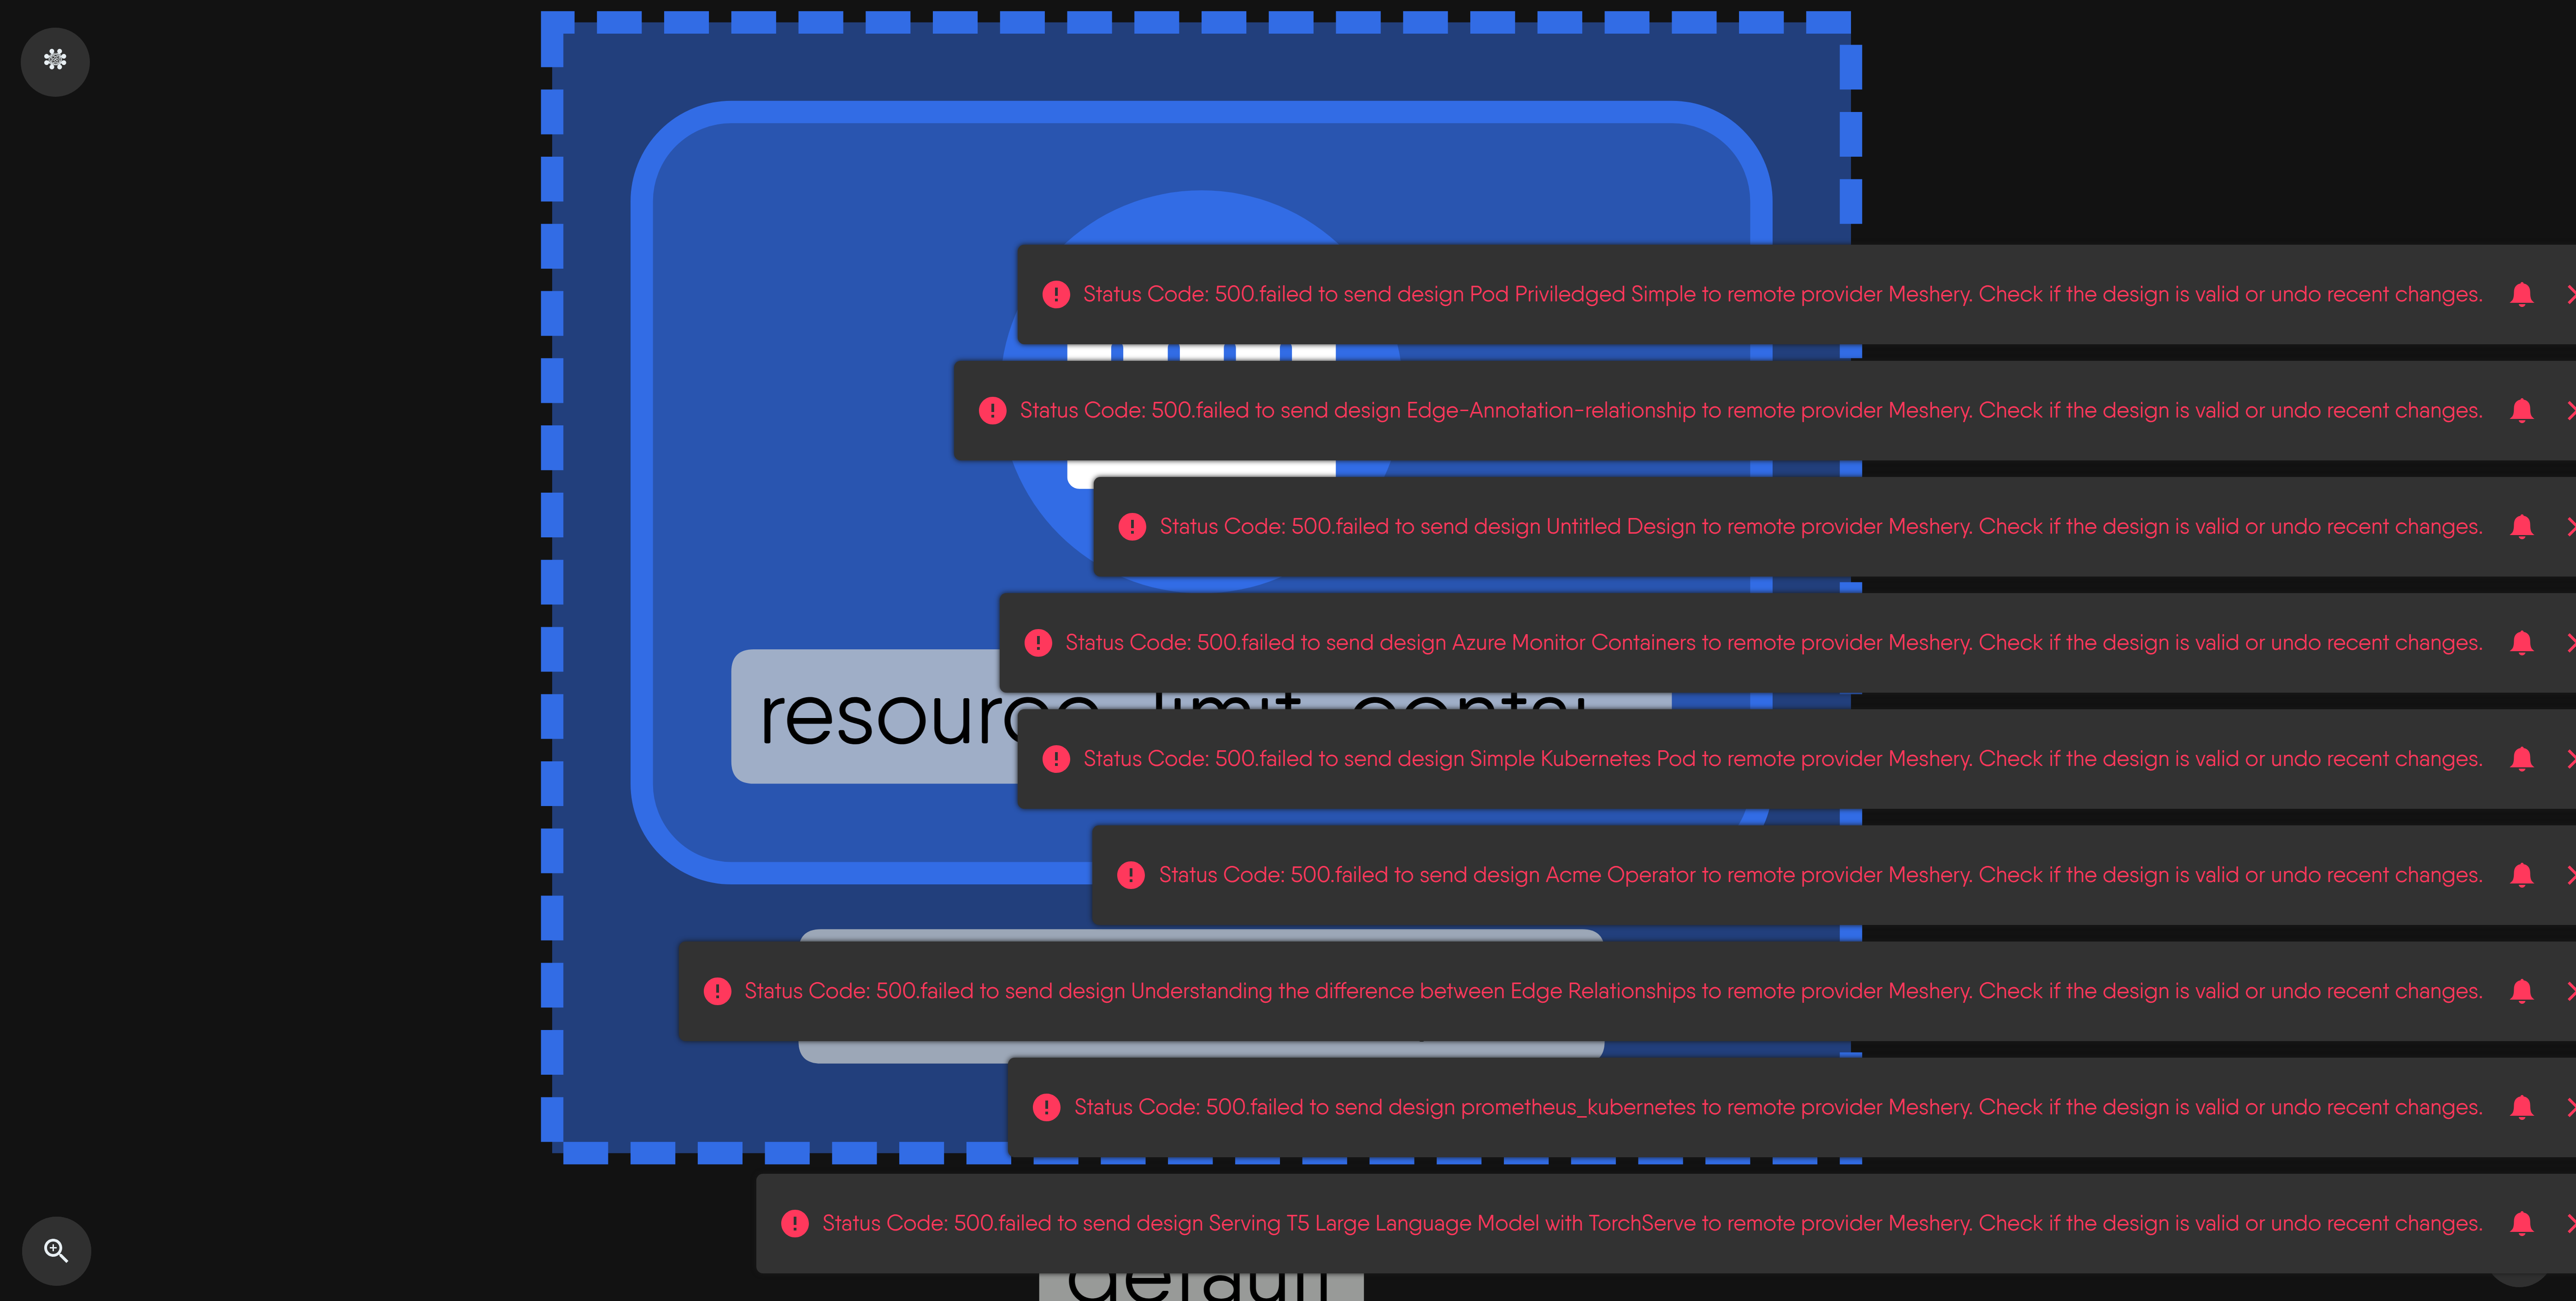 Status Code: 500.failed to send design Pod Priviledged Simple to remote provider Meshery. Check if the design is valid or undo recent changes.
Status Code: 500.failed to send design Edge-Annotation-relationship to remote provider Meshery. Check if the design is valid or undo recent changes.
Status Code: 500.failed to send design Untitled Design to remote provider Meshery. Check if the design is valid or undo recent changes.
Status Code: 500.failed to send design Azure Monitor Containers to remote provider Meshery. Check if the design is valid or undo recent changes.
Status Code: 500.failed to send design Simple Kubernetes Pod to remote provider Meshery. Check if the design is valid or undo recent changes.
Status Code: 500.failed to send design Acme Operator to remote provider Meshery. Check if the design is valid or undo recent changes.
Status Code: 500.failed to send design Understanding the difference between Edge Relationships to remote provider Meshery. Check if the design is valid or undo recent changes.
Status Code: 500.failed to send design prometheus_kubernetes to remote provider Meshery. Check if the design is valid or undo recent changes.
Status Code: 500.failed to send design Serving T5 Large Language Model with TorchServe to remote provider Meshery. Check if the design is valid or undo recent changes.
default